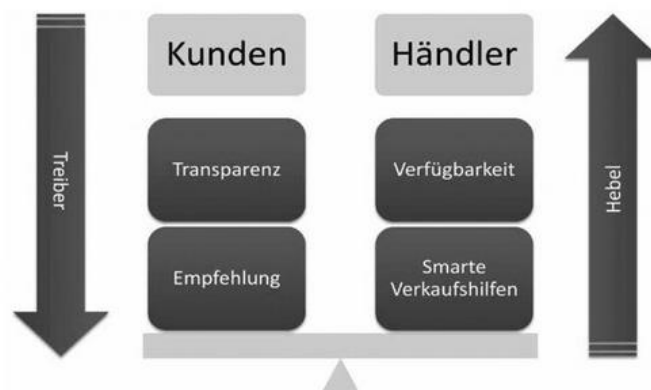 Kunden
Händler
Treiber
Transparenz
Verfügbarkeit
Hebel
Empfehlung
Smarte
Verkaufshilfen